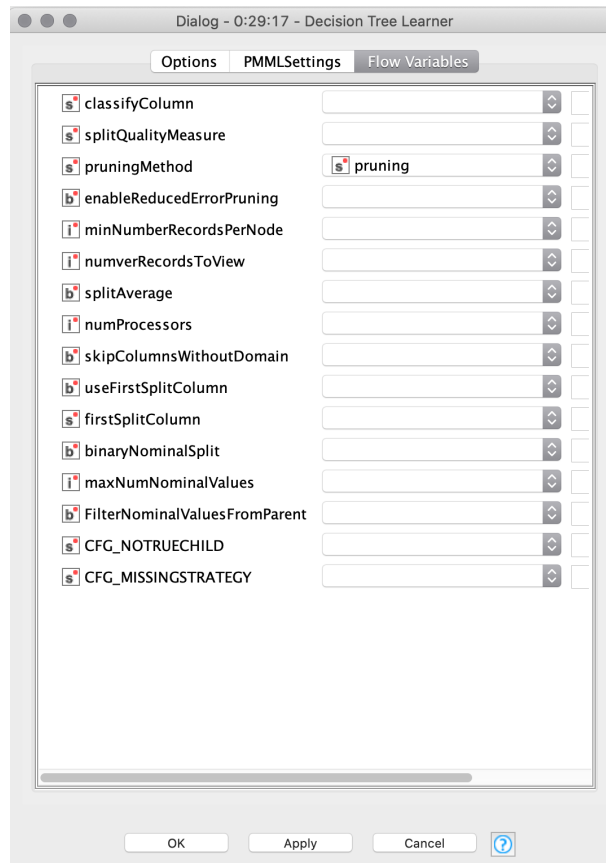 Dialog - 0:29:17 - Decision Tree Learner
Options PMMLSettings Flow Variables
s classifyColumn
s splitQualityMeasure
s pruningMethod s pruning
b enableReducedErrorPruning
i minNumberRecordsPerNode
i numverRecordsToView
b splitAverage
i numProcessors
b skipColumnsWithoutDomain
b useFirstSplitColumn
s firstSplitColumn
b binaryNominalSplit
i maxNumNominalValues
b FilterNominalValuesFromParent
s CFG_NOTRUECHILD
s CFG_MISSINGSTRATEGY
OK Apply Cancel ?